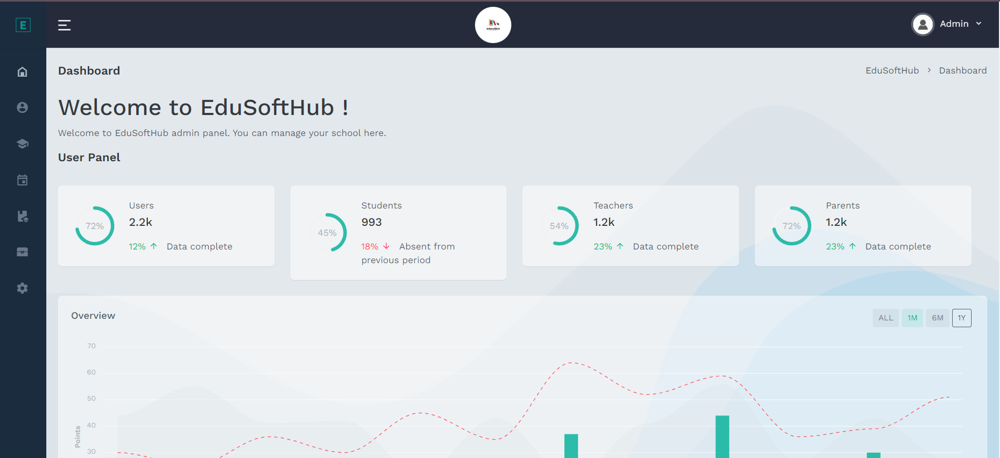 E
education
Admin
Dashboard
EduSoftHub > Dashboard
Welcome to EduSoftHub !
Welcome to EduSoftHub admin panel. You can manage your school here.
User Panel
72%
Users
2.2k
12% ↑ Data complete
45%
Students
993
18% ↓ Absent from
previous period
54%
Teachers
1.2k
23% ↑ Data complete
72%
Parents
1.2k
23% ↑ Data complete
Overview
ALL
1M
6M
1Y
70
60
50
40
30
Points